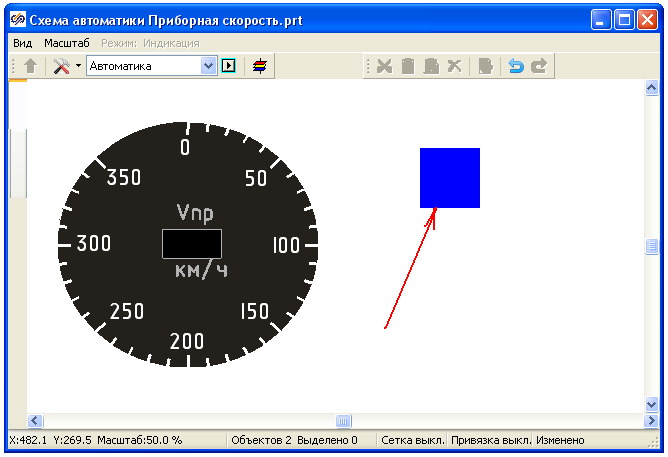 Схема автоматики Приборная скорость.prt
Вид Масштаб Режим: Индикация
Автоматика
0
350 50
Vпр
300 100
км/ч
250 150
200
X:482.1 Y:269.5 Масштаб:50.0 % Объектов 2 Выделено 0 Сетка выкл. Привязка выкл. Изменено